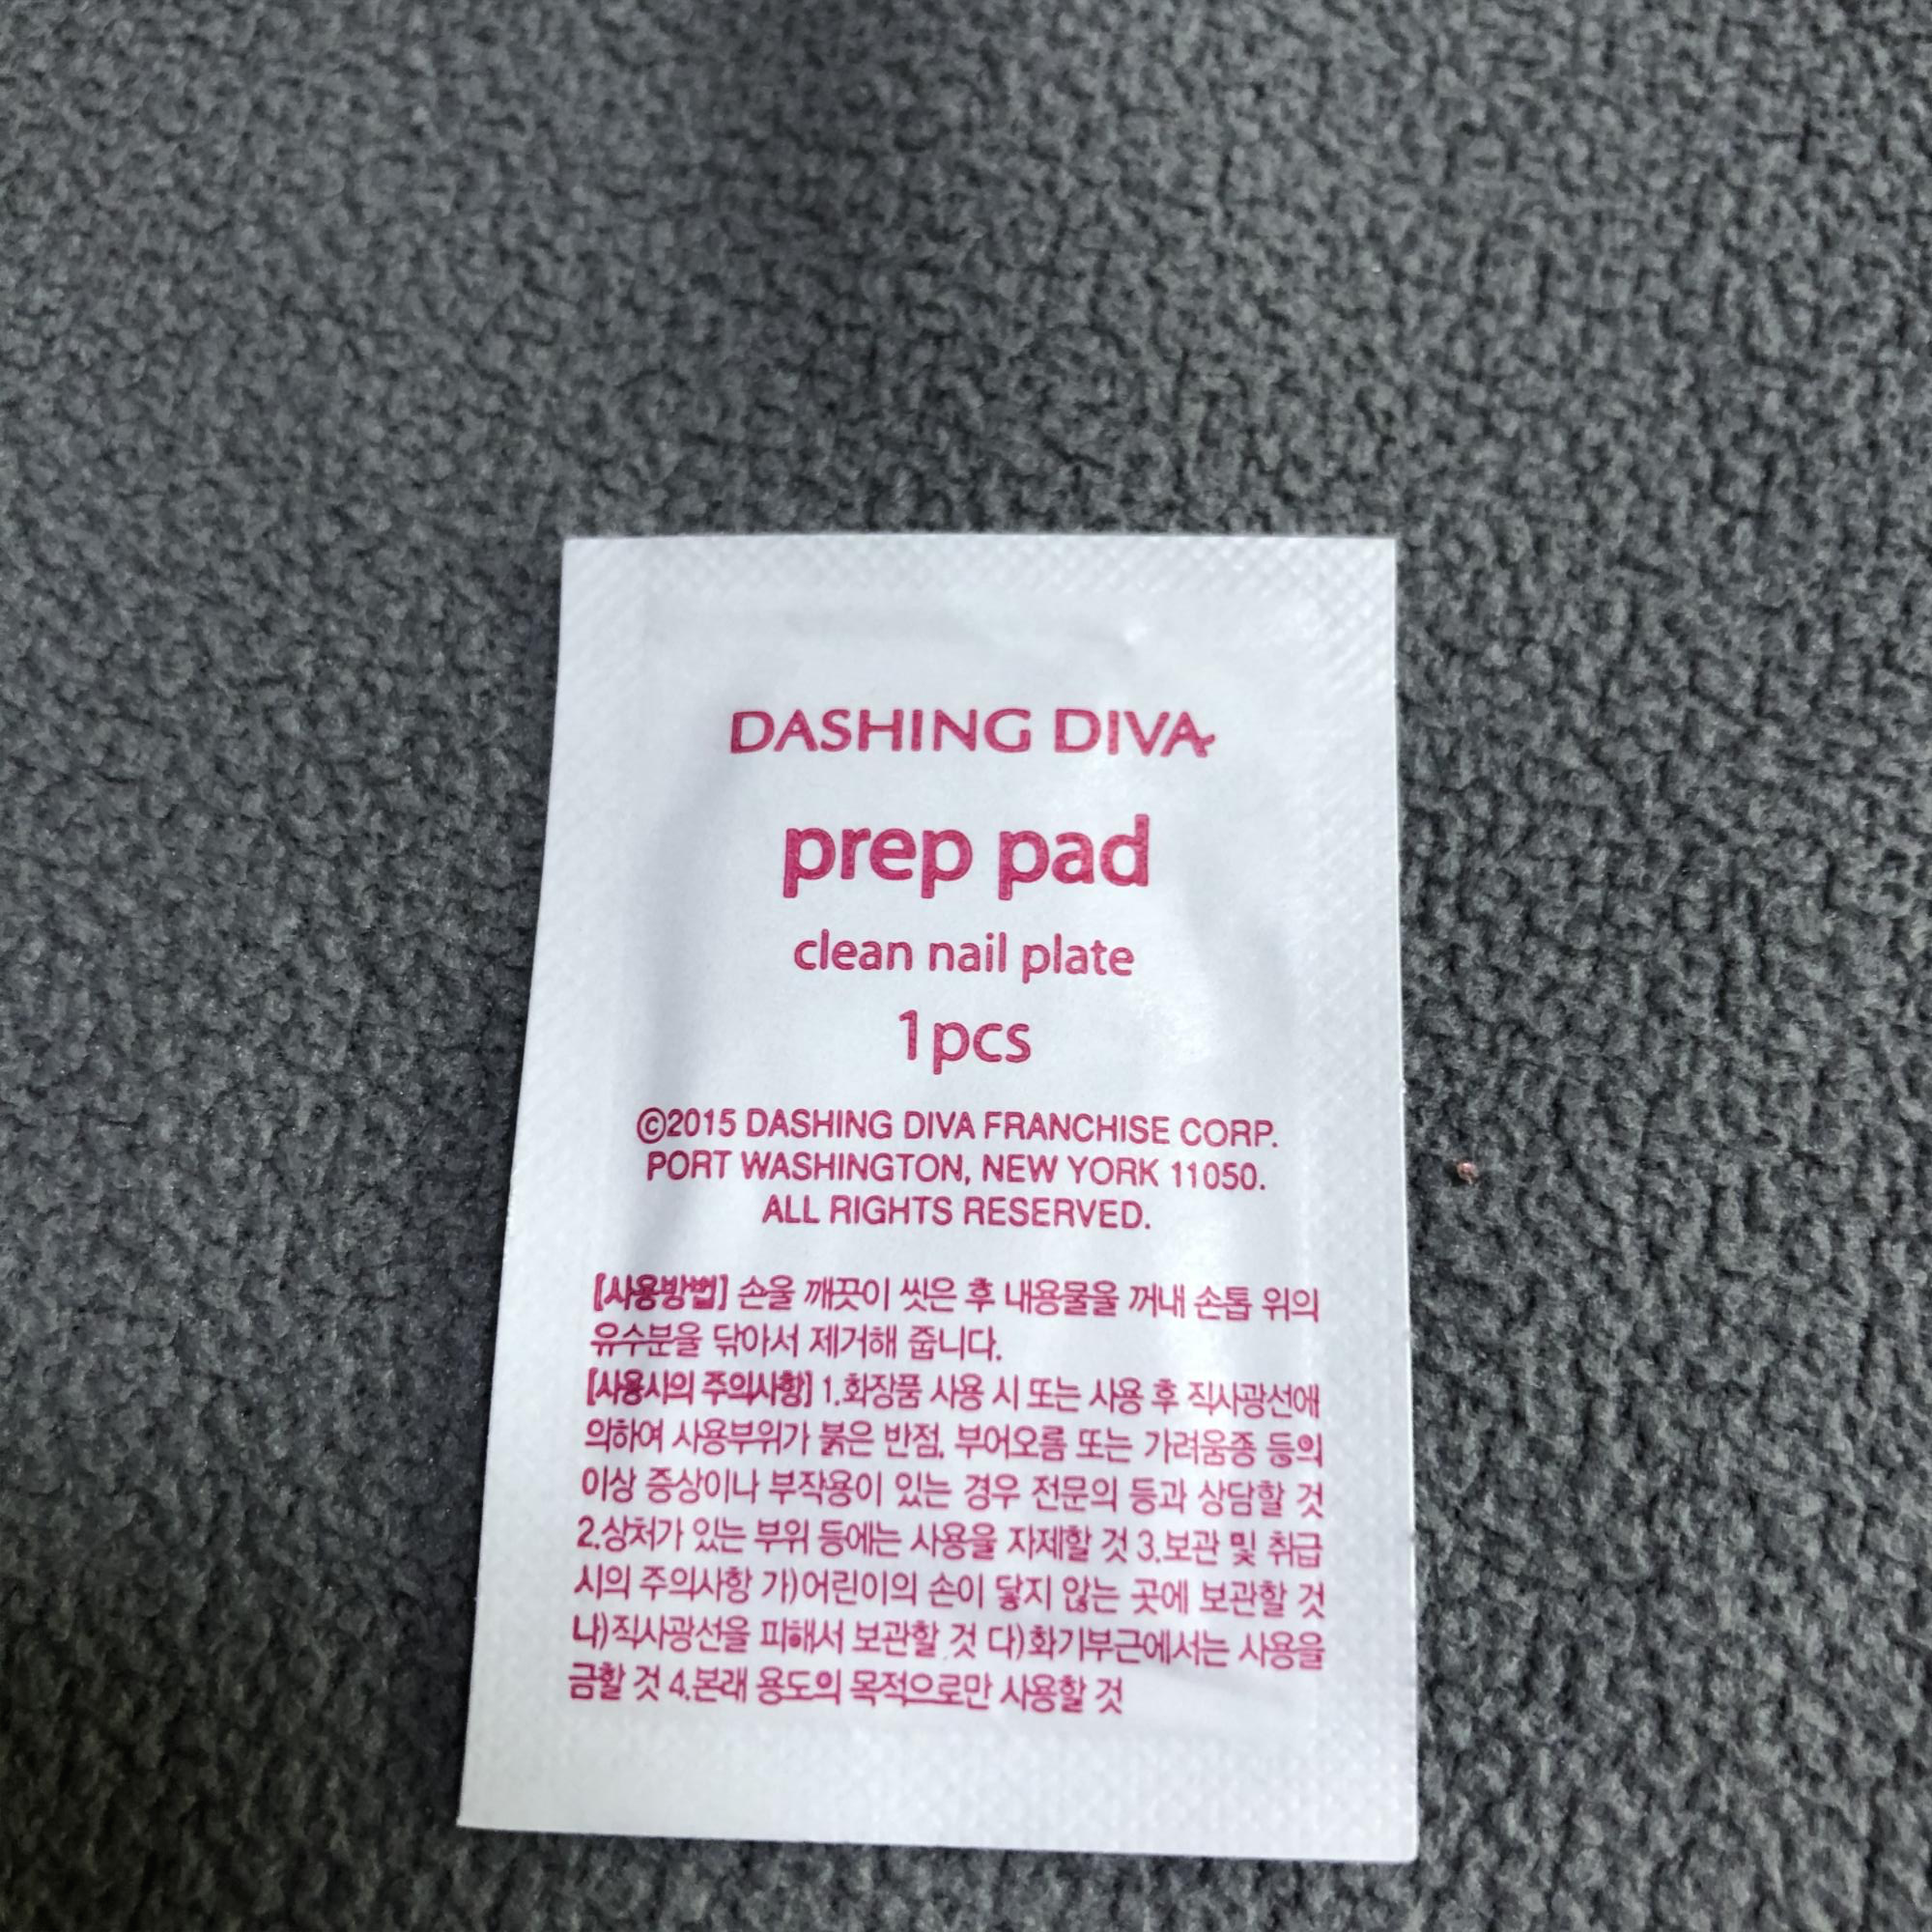 DASHING DIVA
prep pad
clean nail plate
1pcs
©2015 DASHING DIVA FRANCHISE CORP.
PORT WASHINGTON, NEW YORK 11050.
ALL RIGHTS RESERVED.
[사용방법] 손을 깨끗이 씻은 후 내용물을 꺼내 손톱 위의
유수분을 닦아서 제거해 줍니다.
[사용시의 주의사항] 1.화장품 사용 시 또는 사용 후 직사광선에
의하여 사용부위가 붉은 반점, 부어오름 또는 가려움증 등의
이상 증상이나 부작용이 있는 경우 전문의 등과 상담할 것
2.상처가 있는 부위 등에는 사용을 자제할 것 3.보관 및 취급
시의 주의사항 가)어린이의 손이 닿지 않는 곳에 보관할 것
나)직사광선을 피해서 보관할 것 다)화기부근에서는 사용을
금할 것 4.본래 용도의 목적으로만 사용할 것